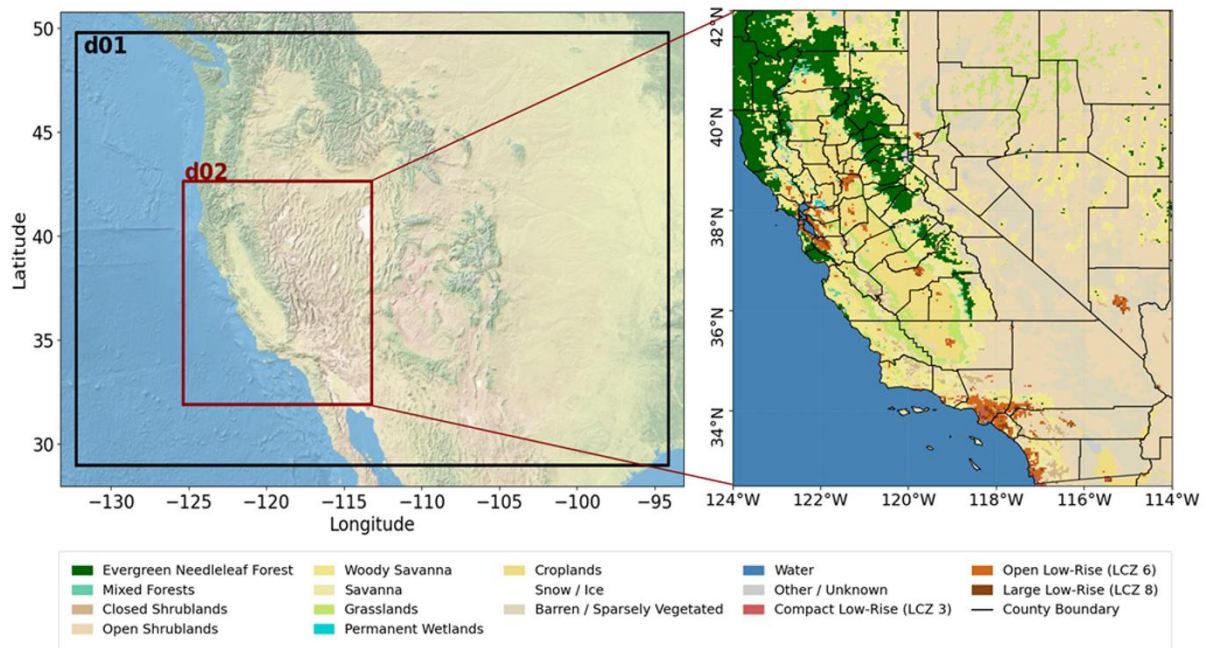 50
45
40
35
30
Latitude
d01
d02
−130
−125
−120
−115
−110
−105
−100
−95
Longitude
42°N
40°N
38°N
36°N
34°N
124°W
122°W
120°W
118°W
116°W
114°W
Evergreen Needleleaf Forest
Mixed Forests
Closed Shrublands
Open Shrublands
Woody Savanna
Savanna
Grasslands
Permanent Wetlands
Croplands
Snow / Ice
Barren / Sparsely Vegetated
Water
Other / Unknown
Compact Low-Rise (LCZ 3)
Open Low-Rise (LCZ 6)
Large Low-Rise (LCZ 8)
County Boundary